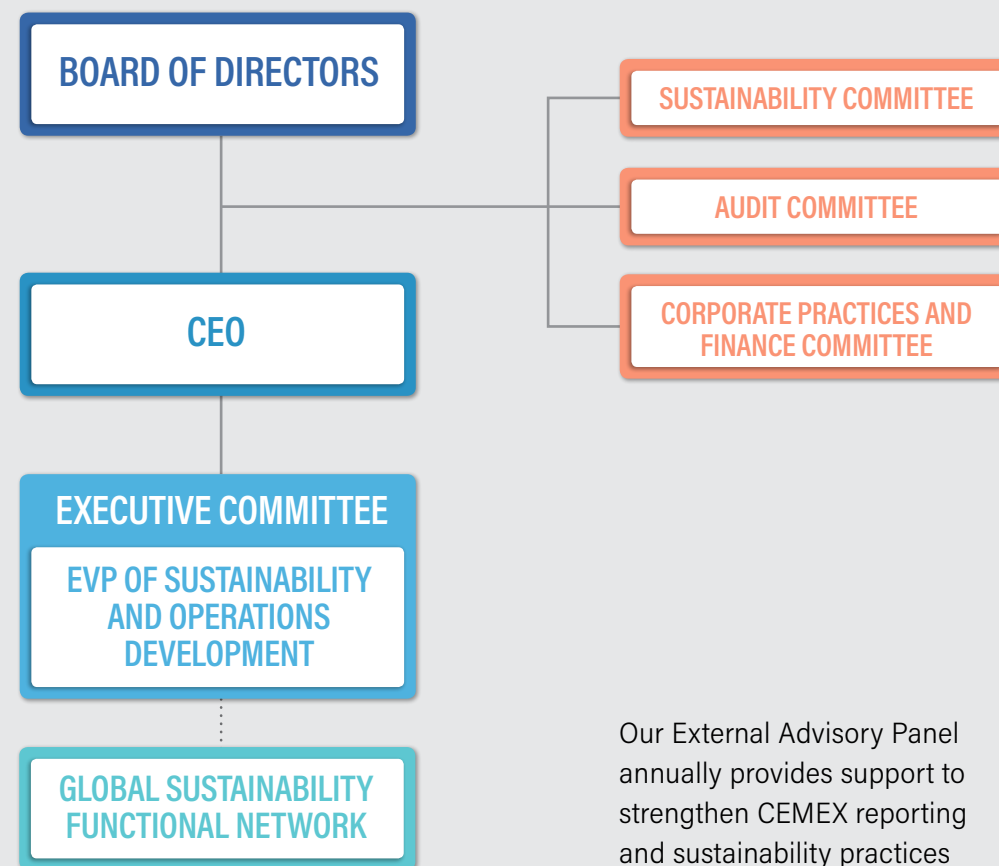 BOARD OF DIRECTORS
SUSTAINABILITY COMMITTEE
AUDIT COMMITTEE
CORPORATE PRACTICES AND
FINANCE COMMITTEE
CEO
EXECUTIVE COMMITTEE
EVP OF SUSTAINABILITY
AND OPERATIONS
DEVELOPMENT
GLOBAL SUSTAINABILITY
FUNCTIONAL NETWORK
Our External Advisory Panel
annually provides support to
strengthen CEMEX reporting
and sustainability practices